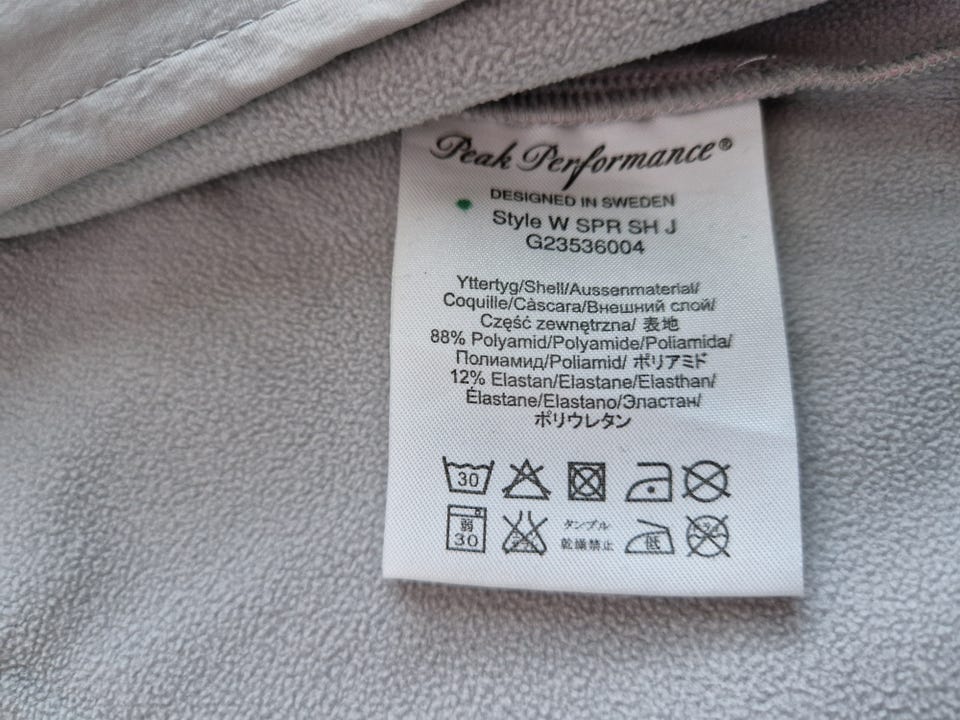 Peak Performance®
DESIGNED IN SWEDEN
Style W SPR SH J
G23536004
Yttertyg/Shell/Aussenmaterial/
Coquille/Càscara/Внешний слой/
Część zewnętrzna/ 表地
88% Polyamid/Polyamide/Poliamida/
Полиамид/Poliamid/ ポリアミド
12% Elastan/Elastane/Elasthan/
Élastane/Elastano/Эластан/
ポリウレタン
30
弱
30
タンブル
乾燥禁止
低